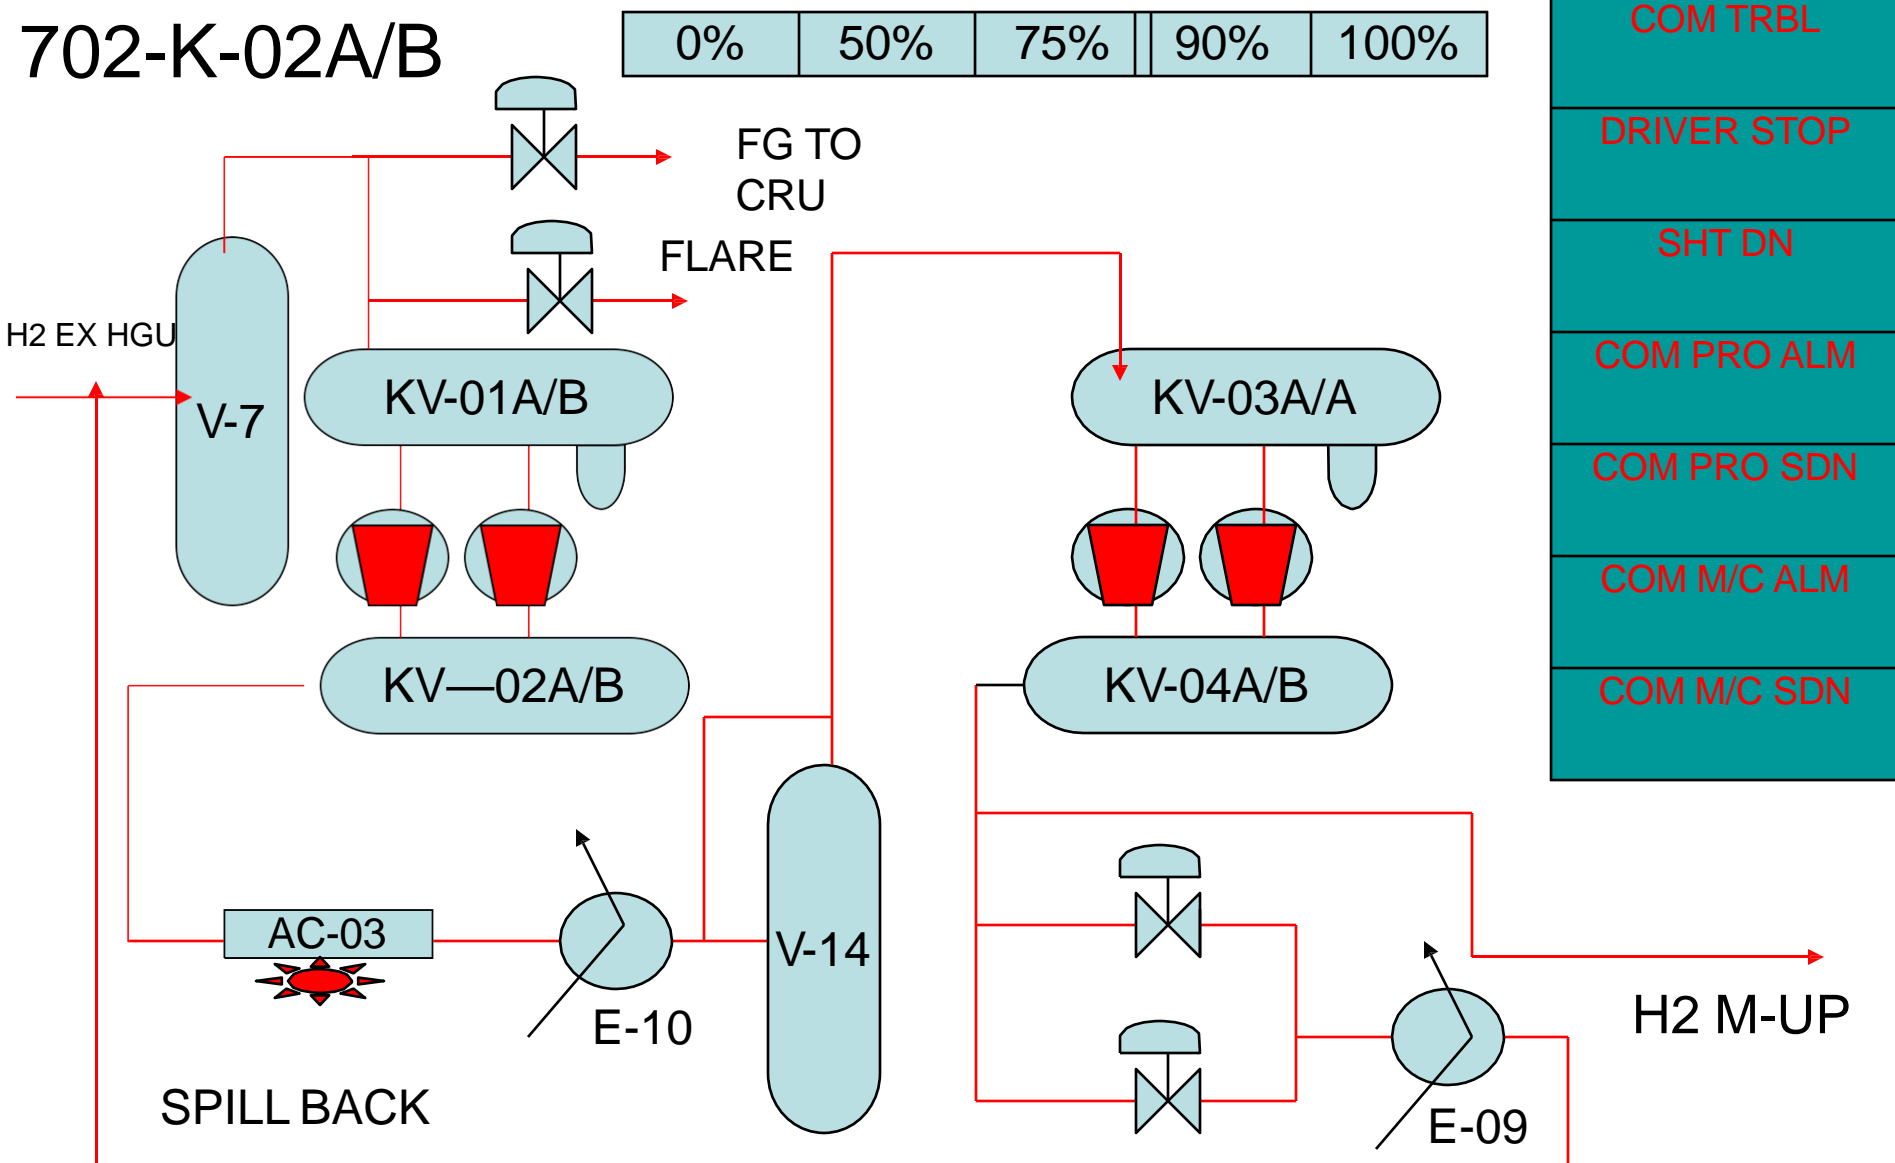 702-K-02A/B
0% 50% 75% 90% 100%
COM TRBL
DRIVER STOP
FG TO
CRU
SHT DN
FLARE
H2 EX HGU
COM PRO ALM
KV-01A/B
KV-03A/A
V-7
COM PRO SDN
COM M/C ALM
KV—02A/B
KV-04A/B
COM M/C SDN
AC-03
V-14
E-10
H2 M-UP
SPILL BACK
E-09